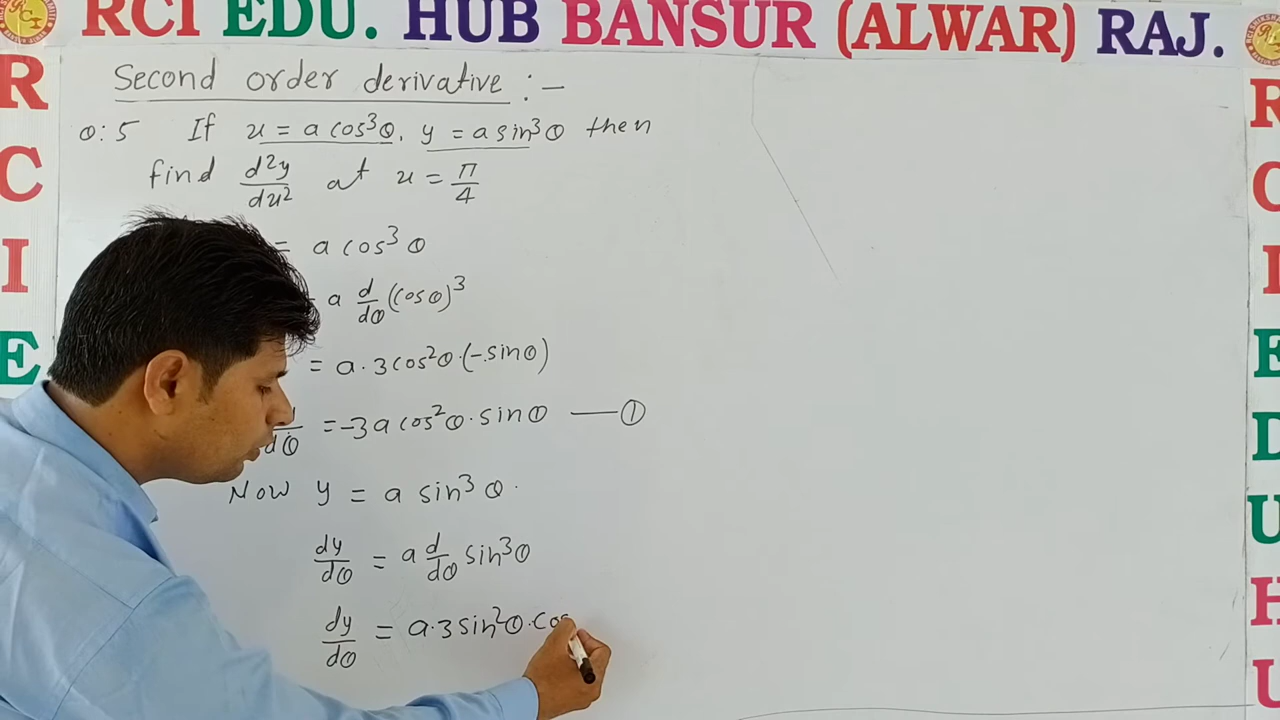 RCI EDU. HUB BANSUR (ALWAR) RAJ.
R
C
I
E
R
C
I
E
D
U
H
U
Second order derivative :-
Q:5 If x = a cos³θ, y = a sin³θ then
find d²y/dx² at x = π/4
= a cos³ θ
= a d/dθ (cosθ)³
= a·3cos²θ·(-sinθ)
dθ = -3a cos²θ·sinθ —— ①
Now y = a sin³θ.
dy/dθ = a d/dθ sin³θ
dy/dθ = a·3sin²θ·cos